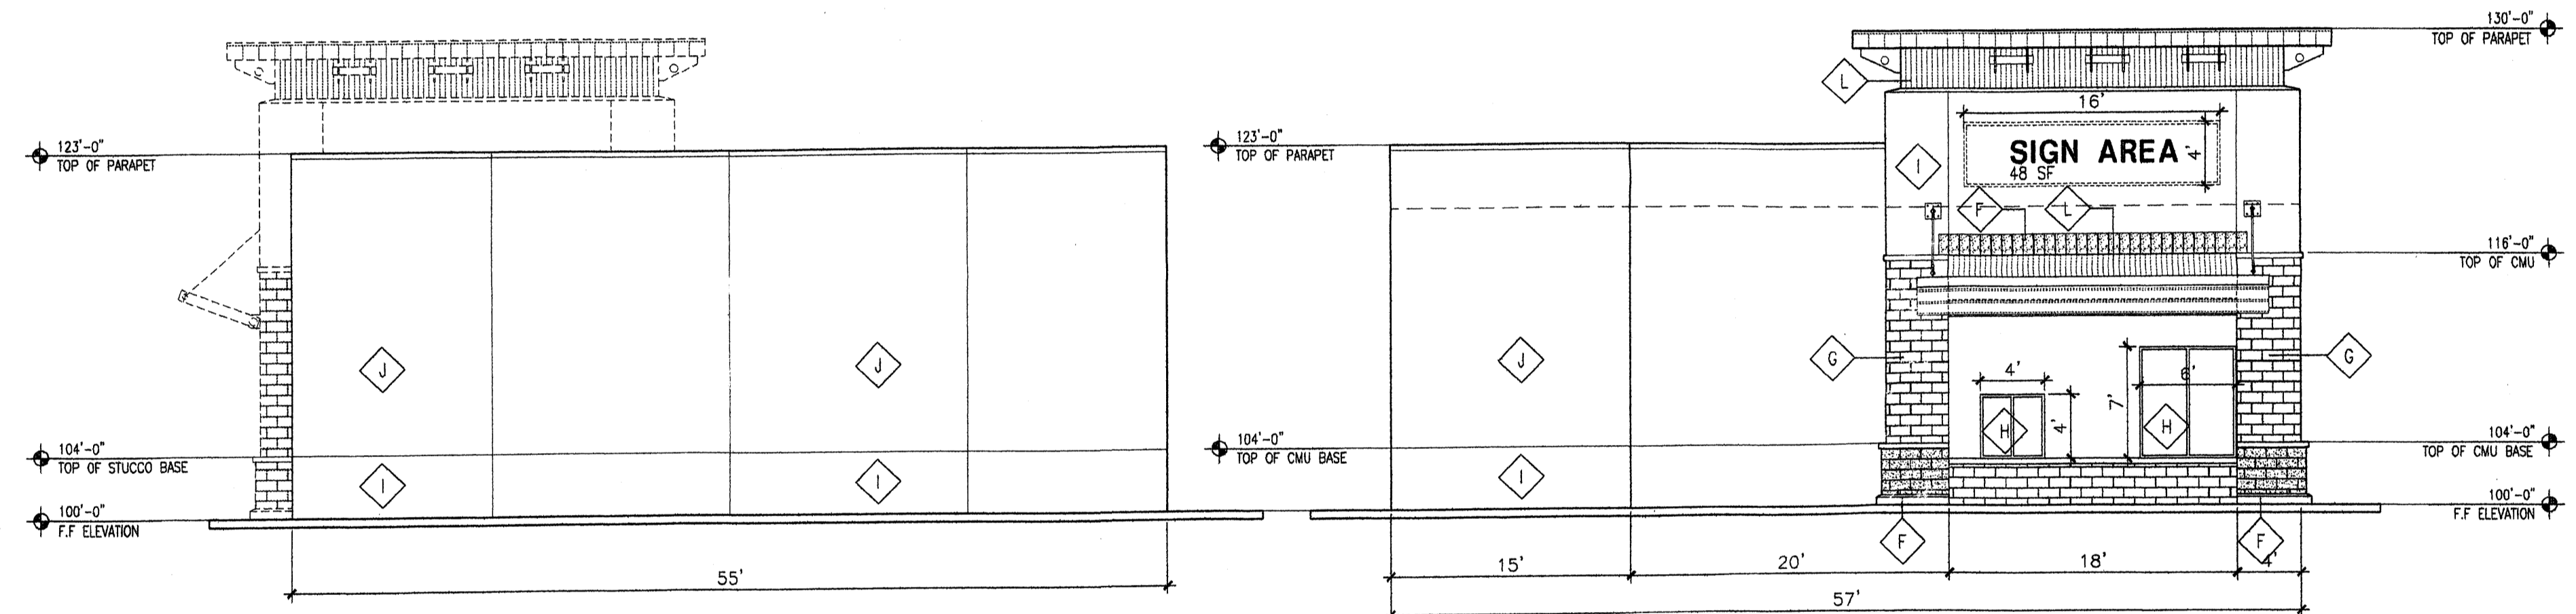 123'-0"
TOP OF PARAPET
J
J
104'-0"
TOP OF STUCCO BASE
I
I
100'-0"
F.F ELEVATION
55'
130'-0"
TOP OF PARAPET
L
16'
123'-0"
TOP OF PARAPET
SIGN AREA
48 SF
4'
I
F
L
116'-0"
TOP OF CMU
J
G
G
4'
6'
7'
H
4'
H
104'-0"
TOP OF CMU BASE
104'-0"
TOP OF CMU BASE
I
100'-0"
F.F ELEVATION
F
F
15'
20'
18'
4'
57'